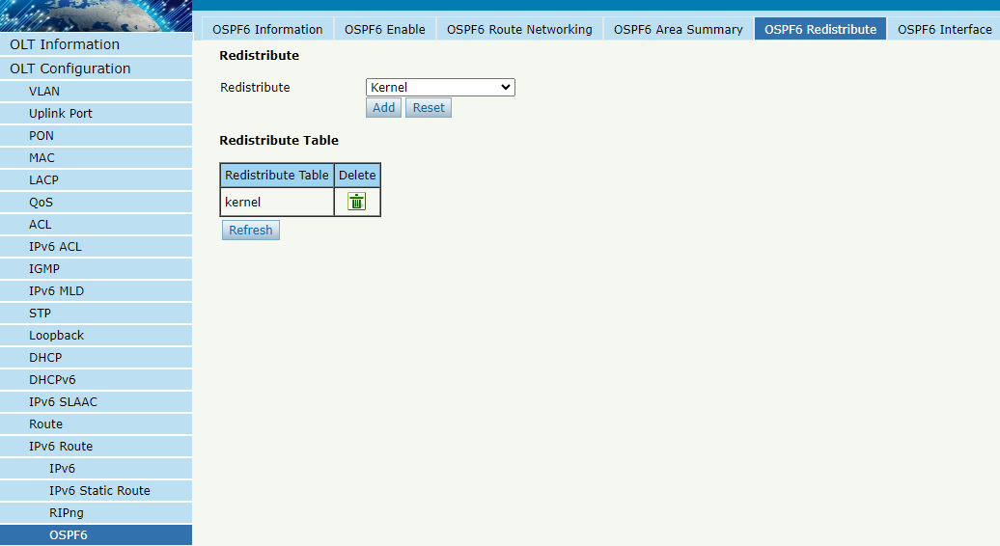 OLT Information
OLT Configuration
VLAN
Uplink Port
PON
MAC
LACP
QoS
ACL
IPv6 ACL
IGMP
IPv6 MLD
STP
Loopback
DHCP
DHCPv6
IPv6 SLAAC
Route
IPv6 Route
IPv6
IPv6 Static Route
RIPng
OSPF6
OSPF6 Information OSPF6 Enable OSPF6 Route Networking OSPF6 Area Summary OSPF6 Redistribute OSPF6 Interface
Redistribute
Redistribute Kernel
Add Reset
Redistribute Table
Redistribute Table Delete
kernel
Refresh